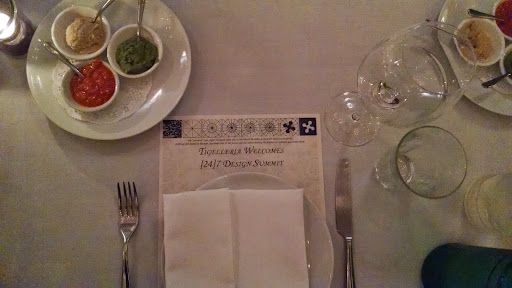 Tigelleria Welcomes
[24]7 Design Summit